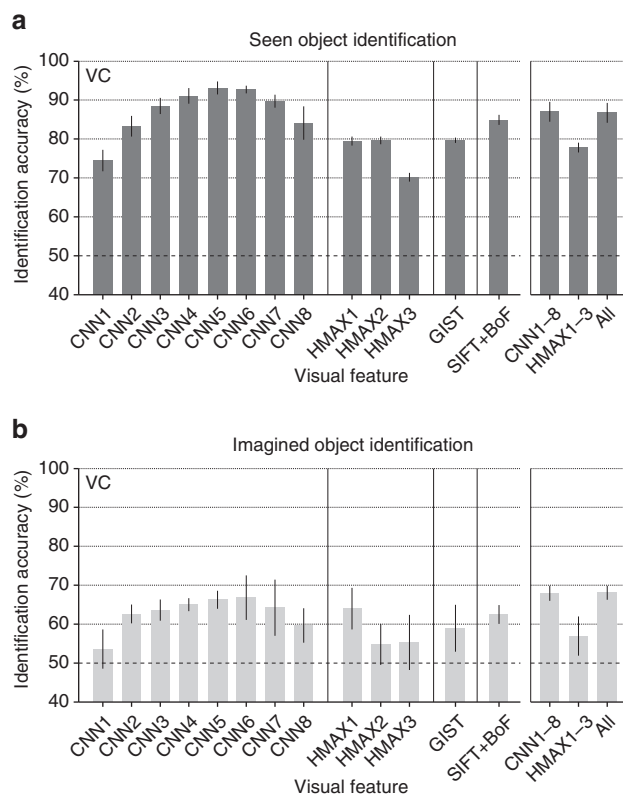 a
Seen object identification
Identification accuracy (%)
100
90
80
70
60
50
40
VC
CNN1
CNN2
CNN3
CNN4
CNN5
CNN6
CNN7
CNN8
HMAX1
HMAX2
HMAX3
GIST
SIFT+BoF
CNN1–8
HMAX1–3
All
Visual feature
b
Imagined object identification
Identification accuracy (%)
100
90
80
70
60
50
40
VC
CNN1
CNN2
CNN3
CNN4
CNN5
CNN6
CNN7
CNN8
HMAX1
HMAX2
HMAX3
GIST
SIFT+BoF
CNN1–8
HMAX1–3
All
Visual feature